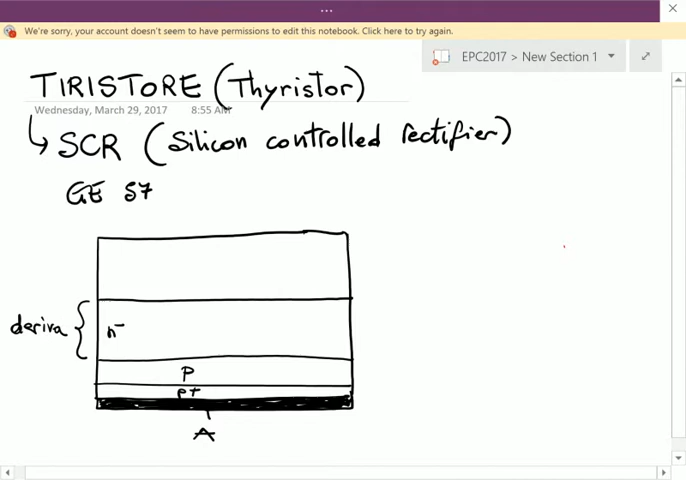 We're sorry, your account doesn't seem to have permissions to edit this notebook. Click here to try again.
EPC2017 > New Section 1
TIRISTORE (Thyristor)
Wednesday, March 29, 2017 8:55 AM
SCR (Silicon controlled rectifier)
GE 57
deriva
n-
p
p+
A